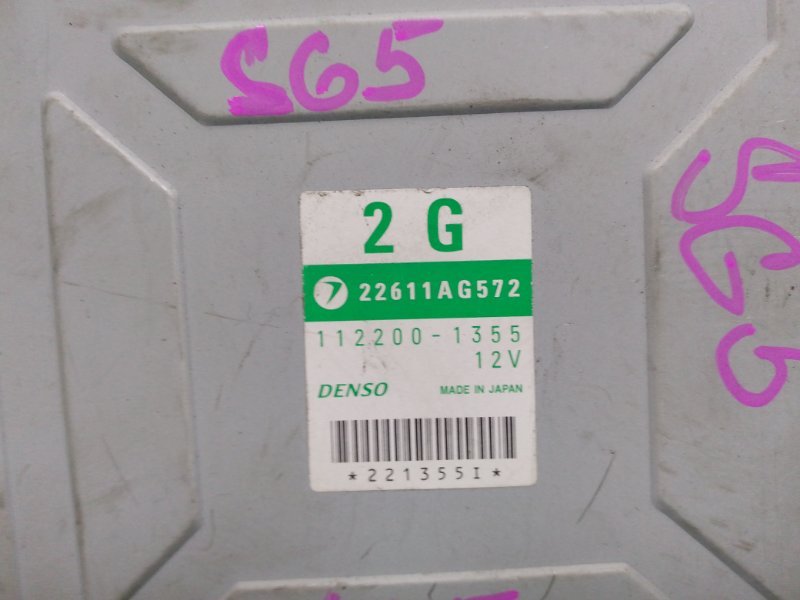 SG5
2 G
22611AG572
112200-1355
12V
DENSO MADE IN JAPAN
*221355I*
SG5